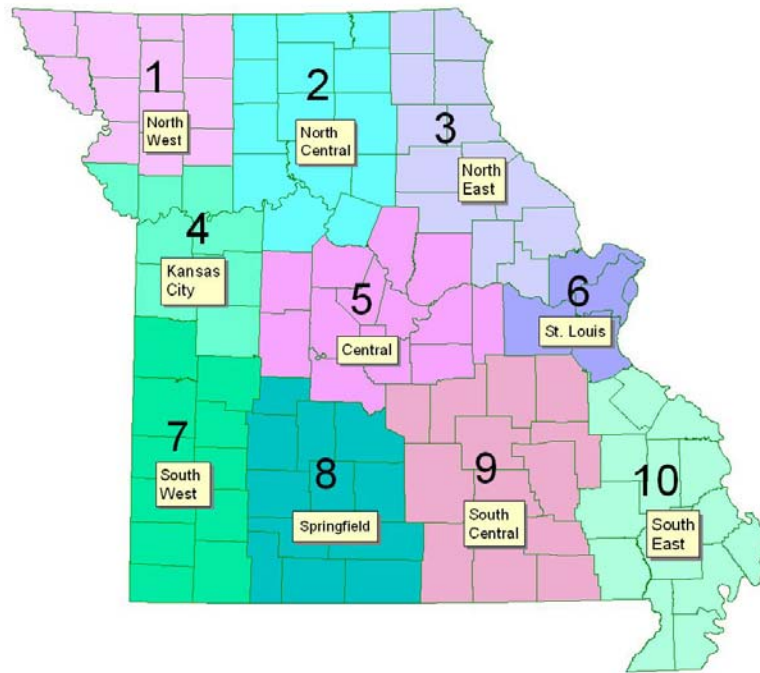 1
North
West
2
North
Central
3
North
East
4
Kansas
City
5
Central
6
St. Louis
7
South
West
8
Springfield
9
South
Central
10
South
East